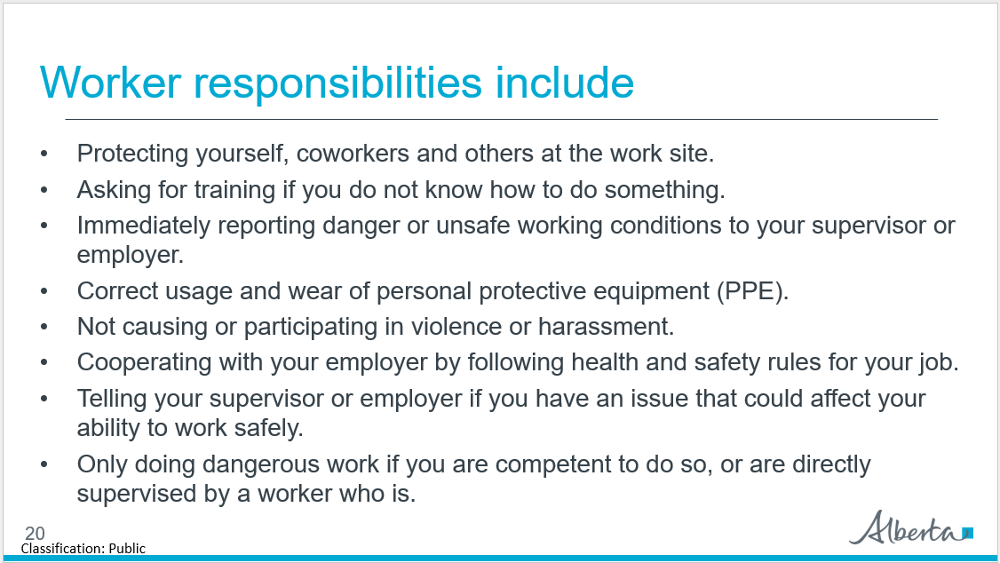 Worker responsibilities include
• Protecting yourself, coworkers and others at the work site.
• Asking for training if you do not know how to do something.
• Immediately reporting danger or unsafe working conditions to your supervisor or
employer.
• Correct usage and wear of personal protective equipment (PPE).
• Not causing or participating in violence or harassment.
• Cooperating with your employer by following health and safety rules for your job.
• Telling your supervisor or employer if you have an issue that could affect your
ability to work safely.
• Only doing dangerous work if you are competent to do so, or are directly
supervised by a worker who is.
20
Classification: Public
Alberta